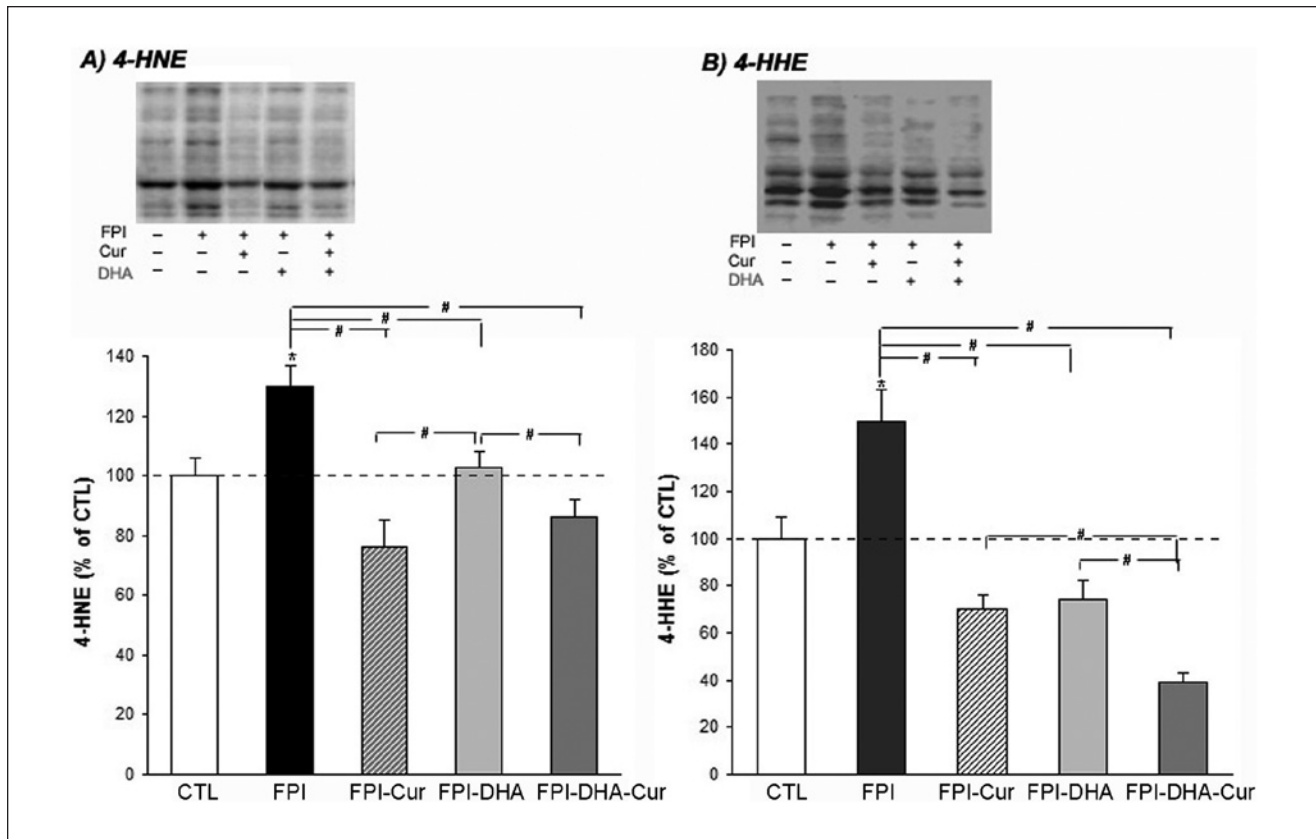 A) 4-HNE
FPI - + + + +
Cur - - + - +
DHA - - - + +
# # #
*
# #
140
120
100
80
60
40
20
0
4-HNE (% of CTL)
CTL FPI FPI-Cur FPI-DHA FPI-DHA-Cur
B) 4-HHE
FPI - + + + +
Cur - - + - +
DHA - - - + +
# # #
*
# #
180
160
140
120
100
80
60
40
20
0
4-HHE (% of CTL)
CTL FPI FPI-Cur FPI-DHA FPI-DHA-Cur